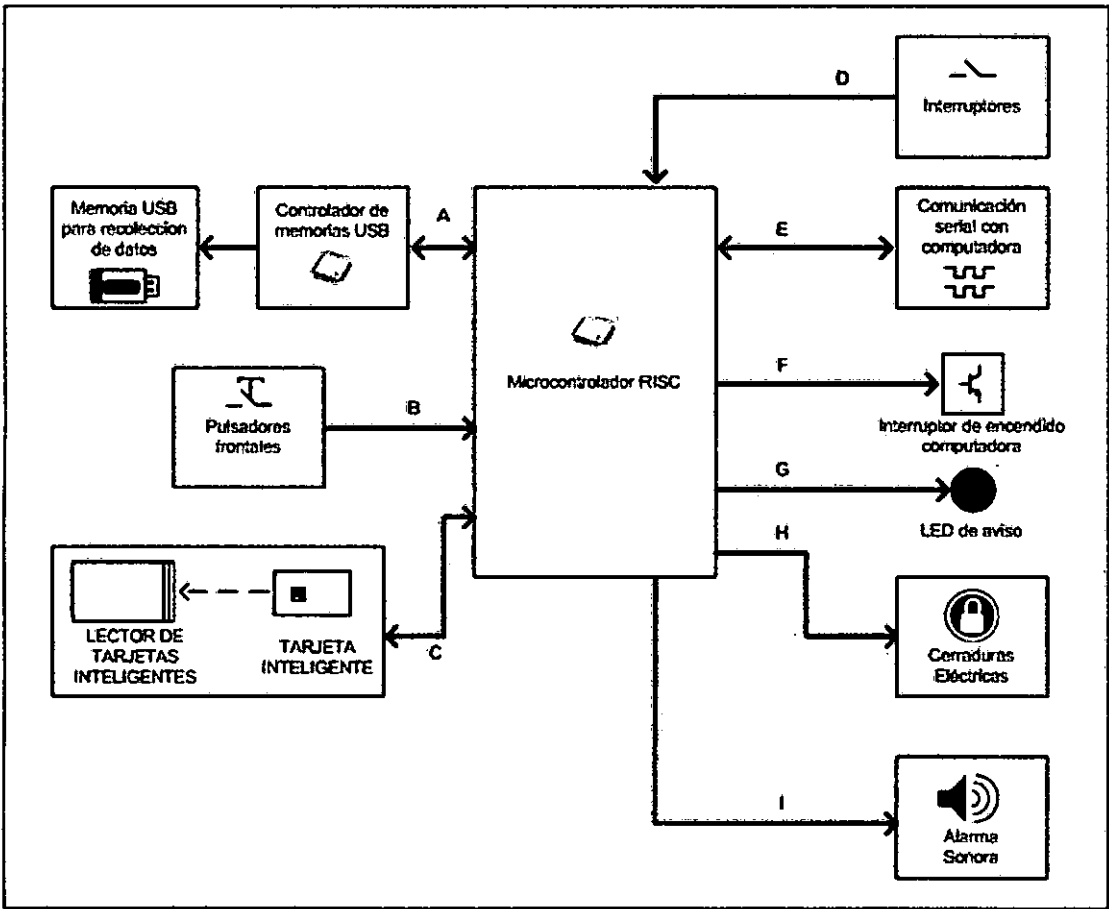 D
Interruptores
Memoria USB
para recoleccion
de datos
Controlador de
memorias USB
A
E
Comunicación
serial con
computadora
Microcontrolador RISC
F
Interruptor de encendido
computadora
Pulsadores
frontales
B
G
LED de aviso
H
LECTOR DE
TARJETAS
INTELIGENTES
TARJETA
INTELIGENTE
C
Cerraduras
Eléctricas
I
Alarma
Sonora